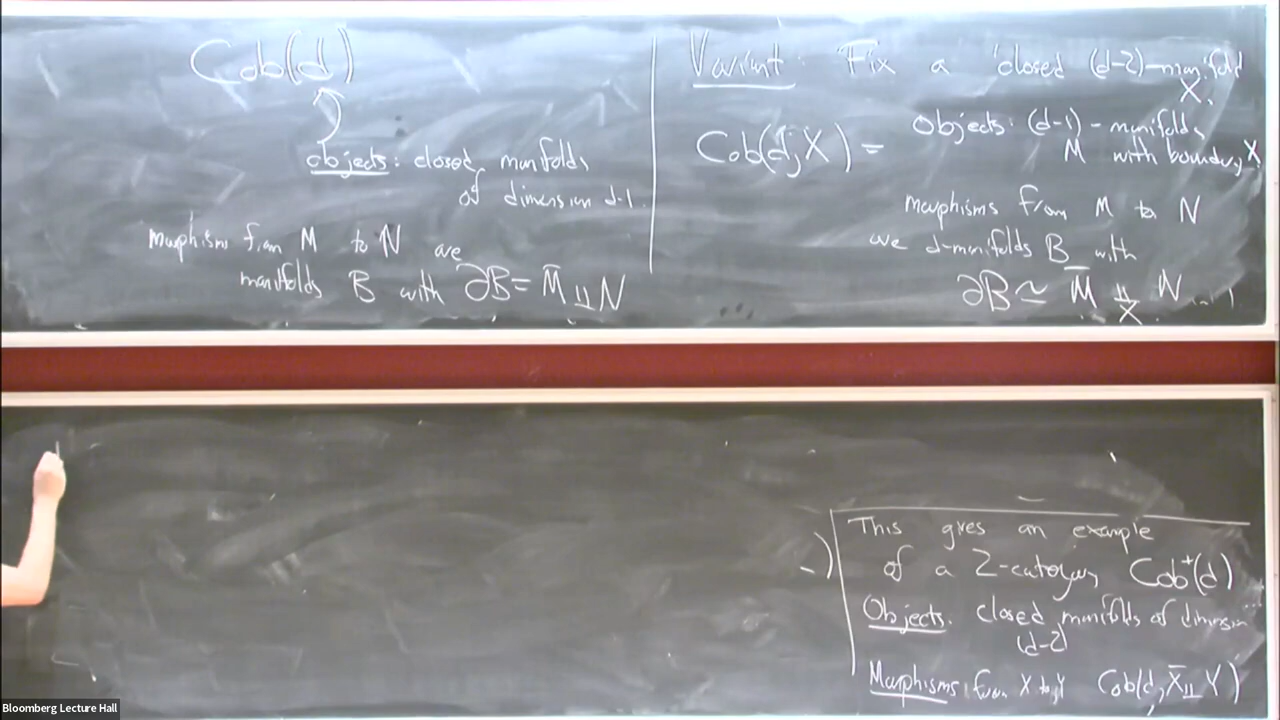 Cob(d)
objects: closed manifolds
of dimension d-1.
morphisms from M to N are
manifolds B with ∂B = M̄ ⨿ N
Variant: Fix a closed (d-2)-manifold
X.
Cob(d; X) =
Objects: (d-1)-manifolds
M with boundary X
morphisms from M to N
are d-manifolds B with
∂B ≃ M̄ ⨿_X N
This gives an example
of a 2-category Cob⁺(d)
Objects. closed manifolds of dimension
(d-2)
Morphisms: from X to Y Cob(d, X̄ ⨿ Y)
Bloomberg Lecture Hall